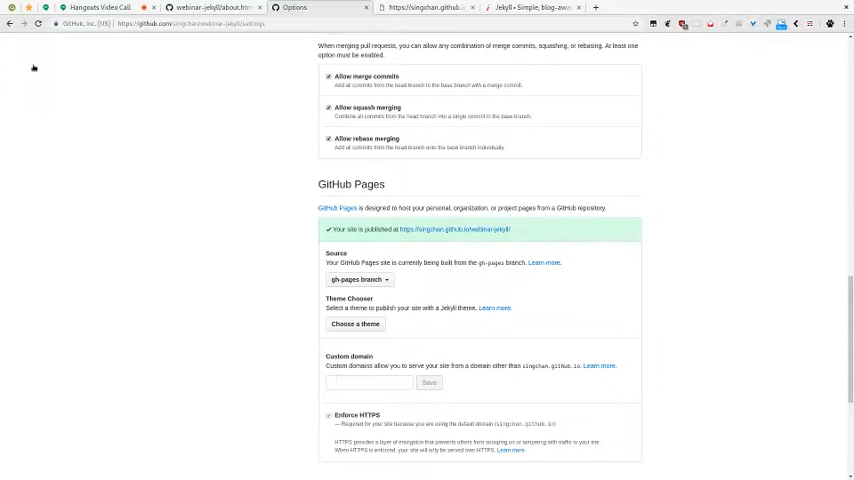 Hangouts Video Call
webinar-jekyll/about.htm
Options
https://singchan.github.io
Jekyll • Simple, blog-awa
GitHub, Inc. [US]
https://github.com/singchan/webinar-jekyll/settings
When merging pull requests, you can allow any combination of merge commits, squashing, or rebasing. At least one
option must be enabled.
Allow merge commits
Add all commits from the head branch to the base branch with a merge commit.
Allow squash merging
Combine all commits from the head branch into a single commit in the base branch.
Allow rebase merging
Add all commits from the head branch onto the base branch individually.
GitHub Pages
GitHub Pages is designed to host your personal, organization, or project pages from a GitHub repository.
✓ Your site is published at https://singchan.github.io/webinar-jekyll/
Source
Your GitHub Pages site is currently being built from the gh-pages branch. Learn more.
gh-pages branch
Theme Chooser
Select a theme to publish your site with a Jekyll theme. Learn more.
Choose a theme
Custom domain
Custom domains allow you to serve your site from a domain other than singchan.github.io. Learn more.
Save
Enforce HTTPS
— Required for your site because you are using the default domain (singchan.github.io)
HTTPS provides a layer of encryption that prevents others from snooping on or tampering with traffic to your site.
When HTTPS is enforced, your site will only be served over HTTPS. Learn more.